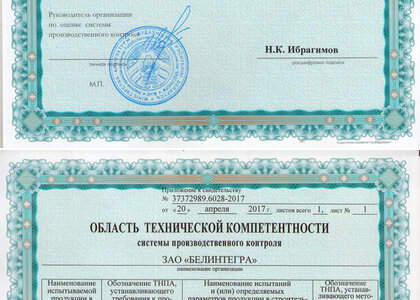 Руководитель организации
по оценке системы
производственного контроля
Н.К. Ибрагимов
личная подпись
расшифровка подписи
М.П.
Приложение к свидетельству
№ 37372989.6028-2017
от «20» апреля 2017 г. листов всего 1, лист № 1
ОБЛАСТЬ ТЕХНИЧЕСКОЙ КОМПЕТЕНТНОСТИ
системы производственного контроля
ЗАО «БЕЛИНТЕГРА»
наименование организации
Наименование Обозначение ТНПА, Наименование испытаний Обозначение
испытываемой устанавливающего и (или) определяемых ТНПА, устанав-
продукции в требования к про- параметров продукции в строитель- ливающего мето-